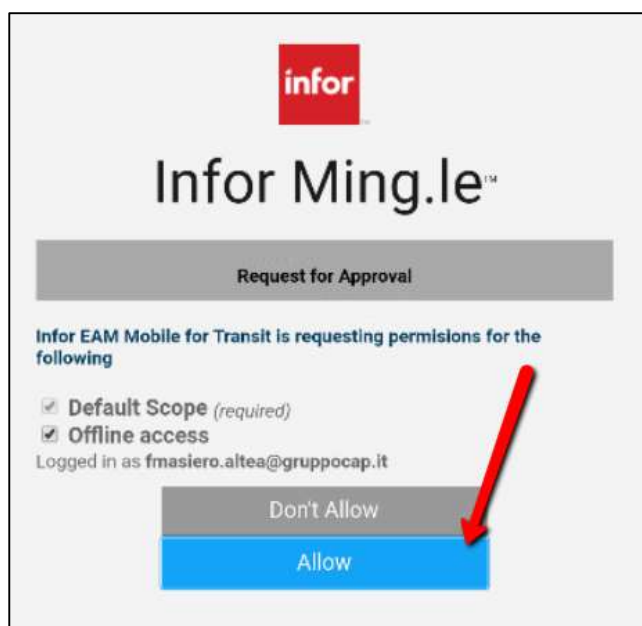 infor
Infor Ming.le™
Request for Approval
Infor EAM Mobile for Transit is requesting permisions for the
following
Default Scope (required)
Offline access
Logged in as fmasiero.altea@gruppocap.it
Don't Allow
Allow